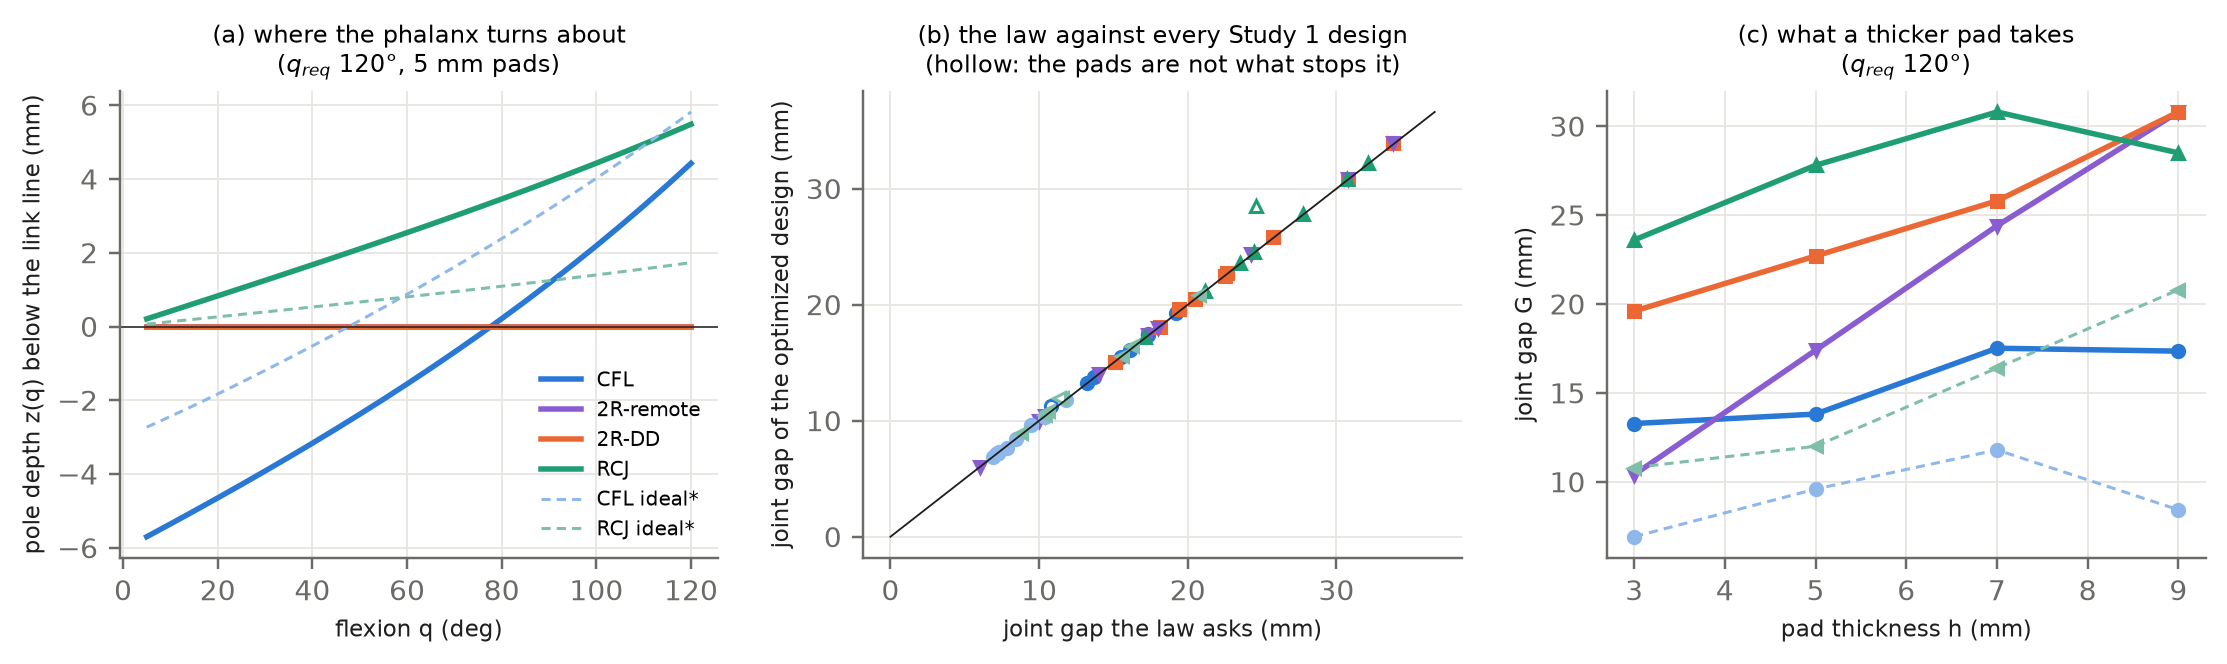 (a) where the phalanx turns about
(q_req 120°, 5 mm pads)
pole depth z(q) below the link line (mm)
6
4
2
0
−2
−4
−6
0
20
40
60
80
100
120
flexion q (deg)
CFL
2R-remote
2R-DD
RCJ
CFL ideal*
RCJ ideal*
(b) the law against every Study 1 design
(hollow: the pads are not what stops it)
joint gap of the optimized design (mm)
30
20
10
0
0
10
20
30
joint gap the law asks (mm)
(c) what a thicker pad takes
(q_req 120°)
joint gap G (mm)
30
25
20
15
10
3
4
5
6
7
8
9
pad thickness h (mm)